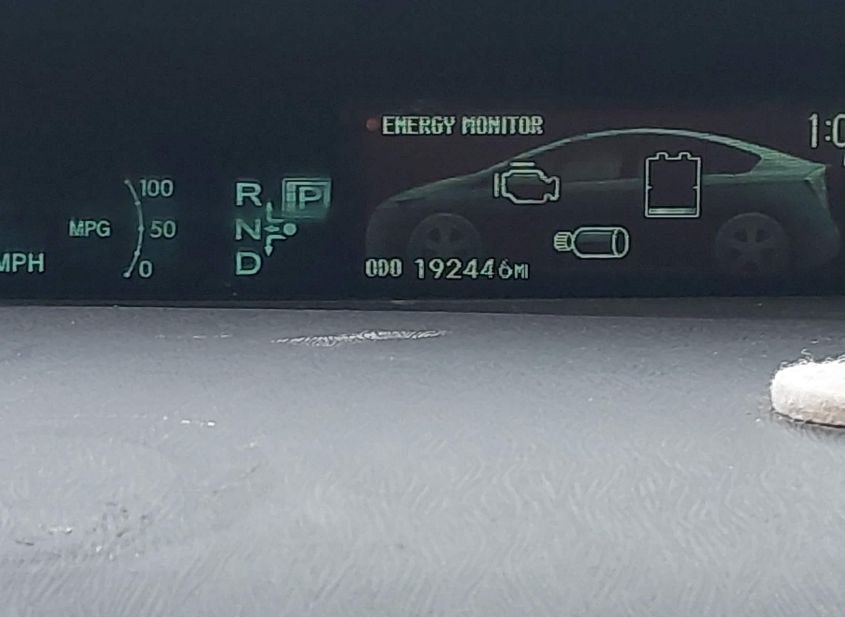 ENERGY MONITOR
1:0
100
MPG 50
0
MPH
R P
N
D
ODO 192446MI